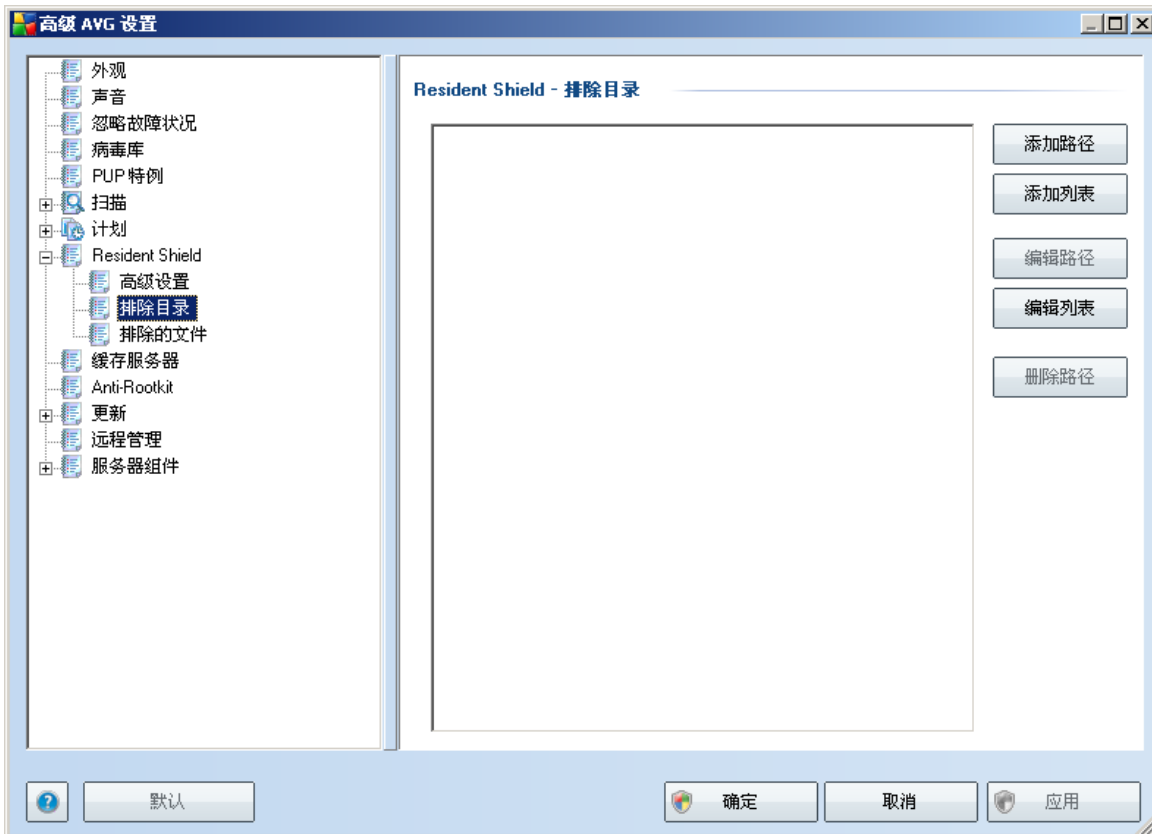 高级 AVG 设置
外观
声音
忽略故障状况
病毒库
PUP 特例
扫描
计划
Resident Shield
高级设置
排除目录
排除的文件
缓存服务器
Anti-Rootkit
更新
远程管理
服务器组件
Resident Shield - 排除目录
添加路径
添加列表
编辑路径
编辑列表
删除路径
默认
确定
取消
应用